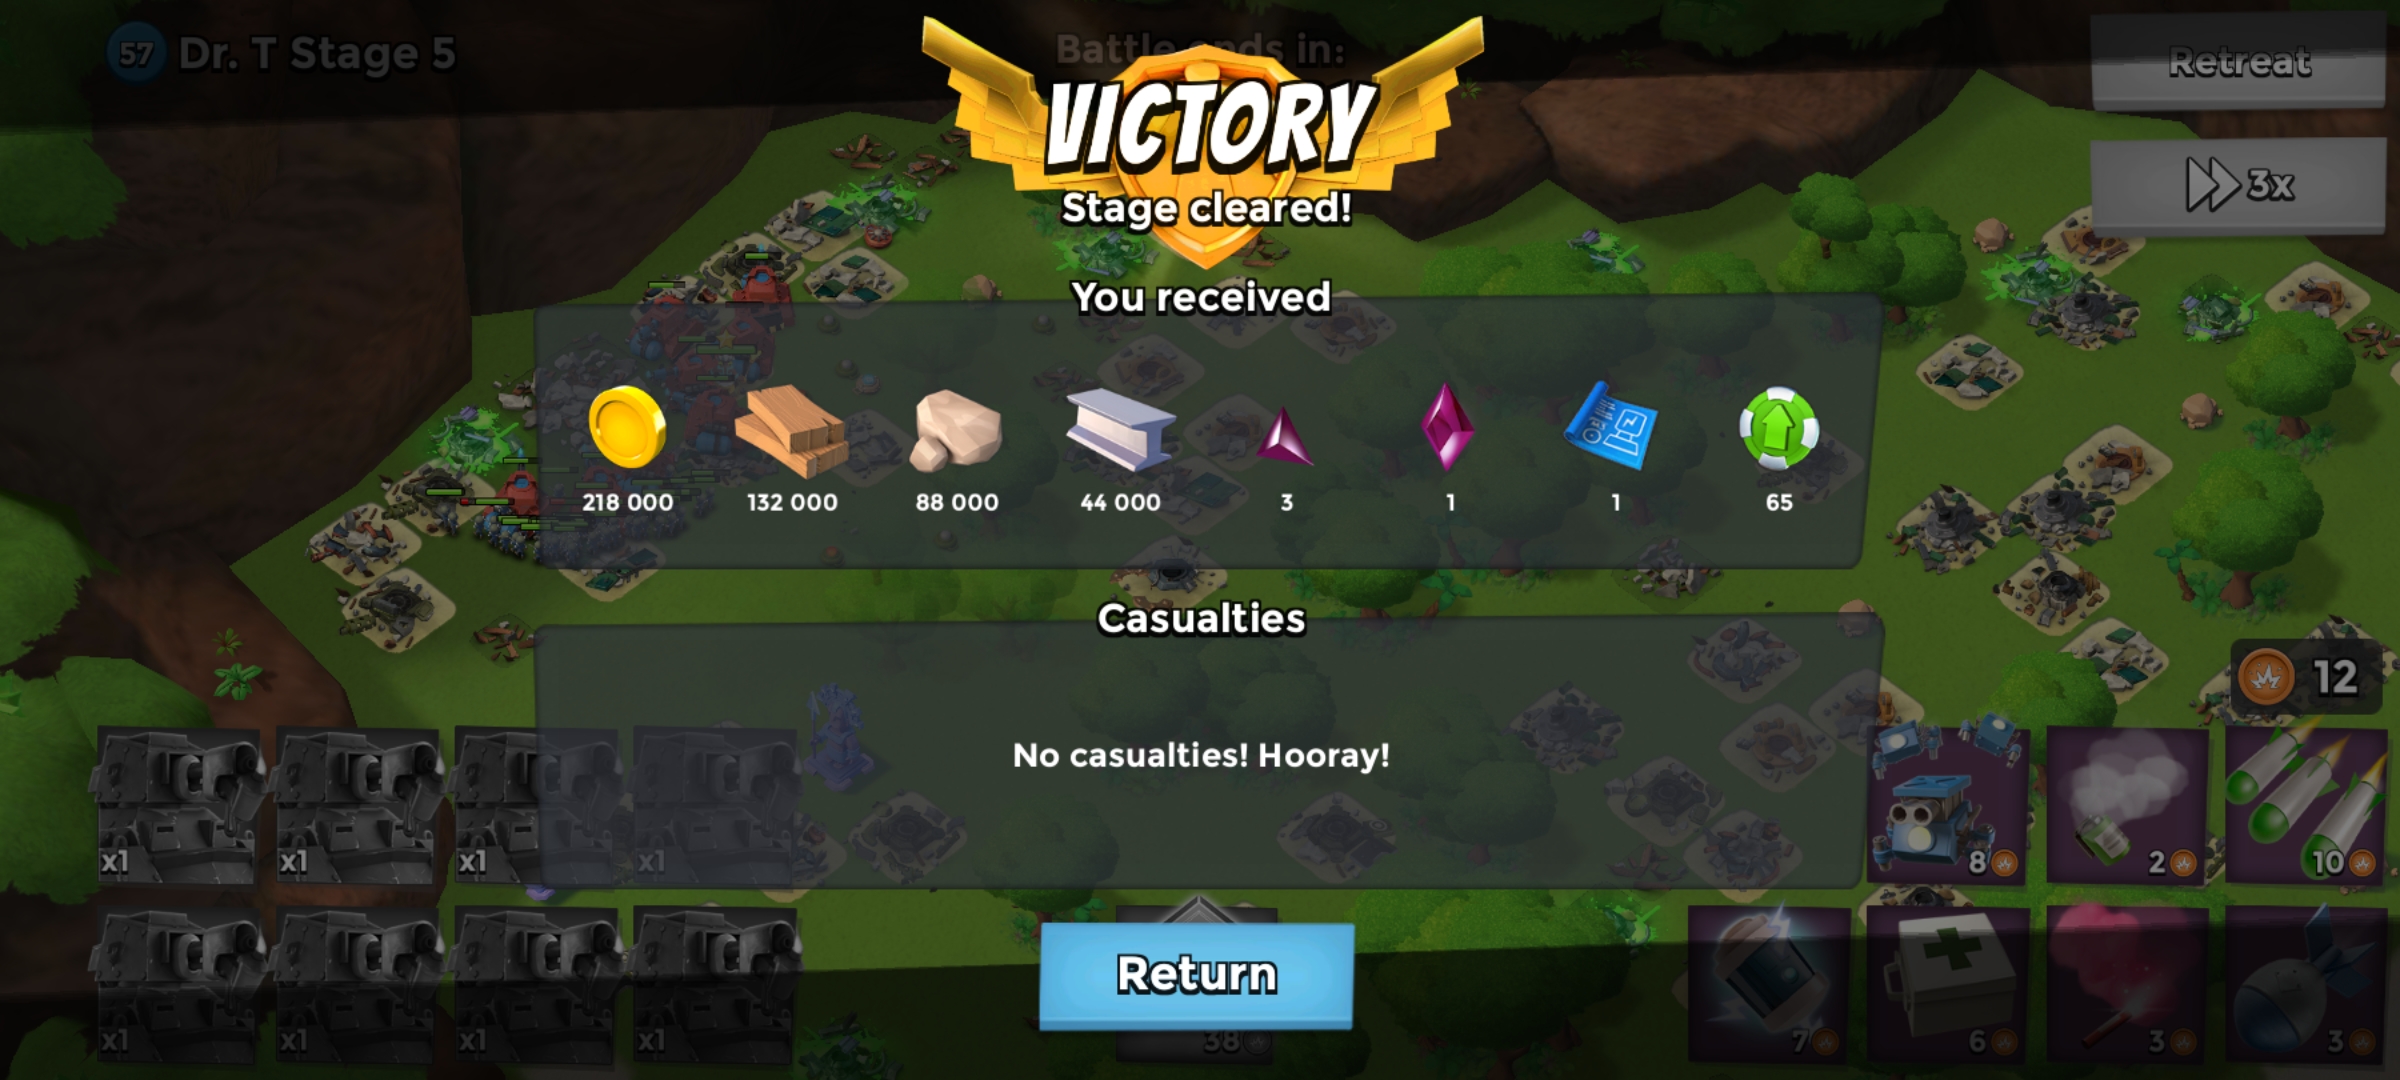 57 Dr. T Stage 5
Battle ends in:
VICTORY
Stage cleared!
Retreat
3x
You received
218 000 132 000 88 000 44 000 3 1 1 65
Casualties
No casualties! Hooray!
12
x1 x1 x1 x1
8 2 10
Return
x1 x1 x1 x1
38
7 6 3 3